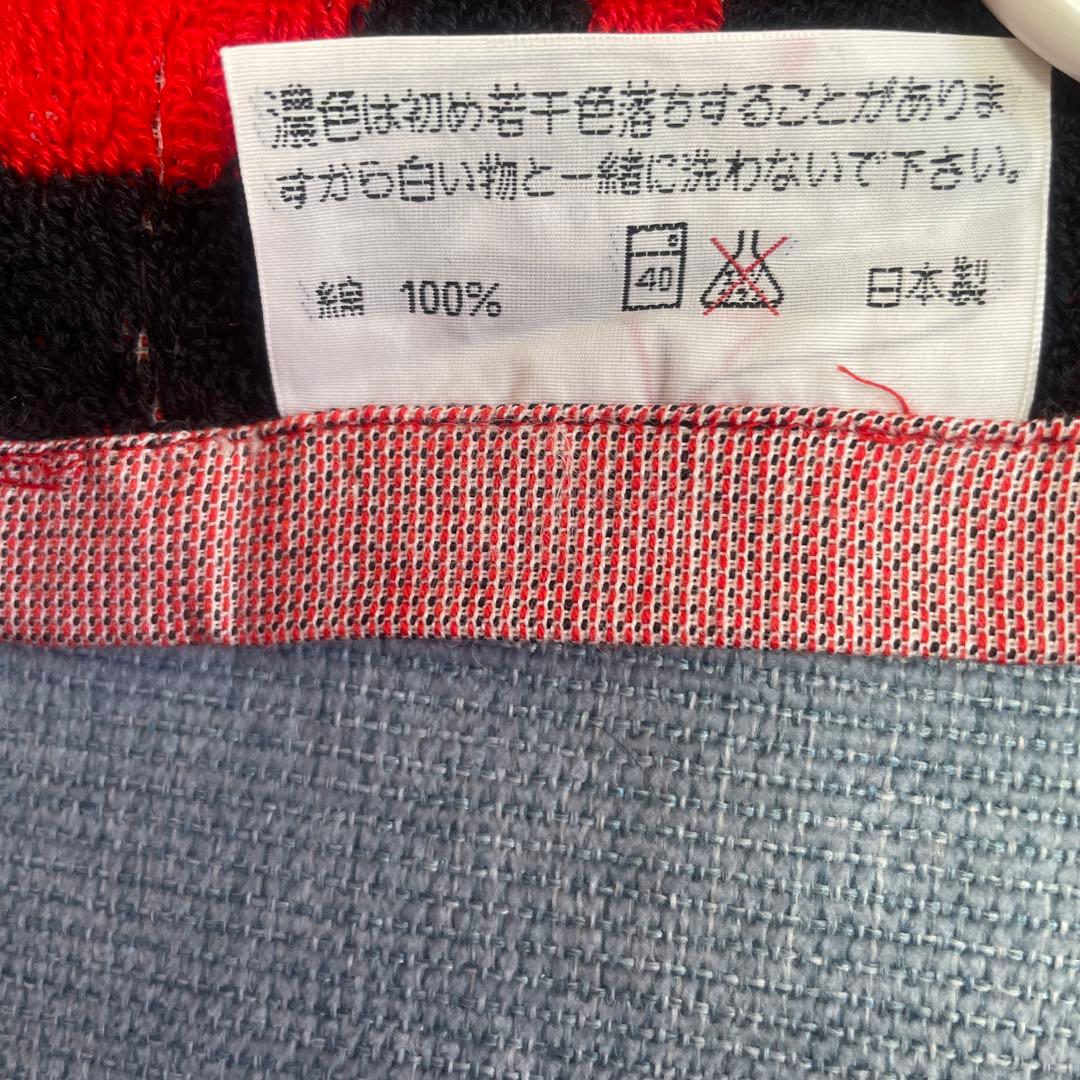 濃色は初め若干色落ちすることがありま
すから白い物と一緒に洗わないで下さい。
綿 100% 40 日本製